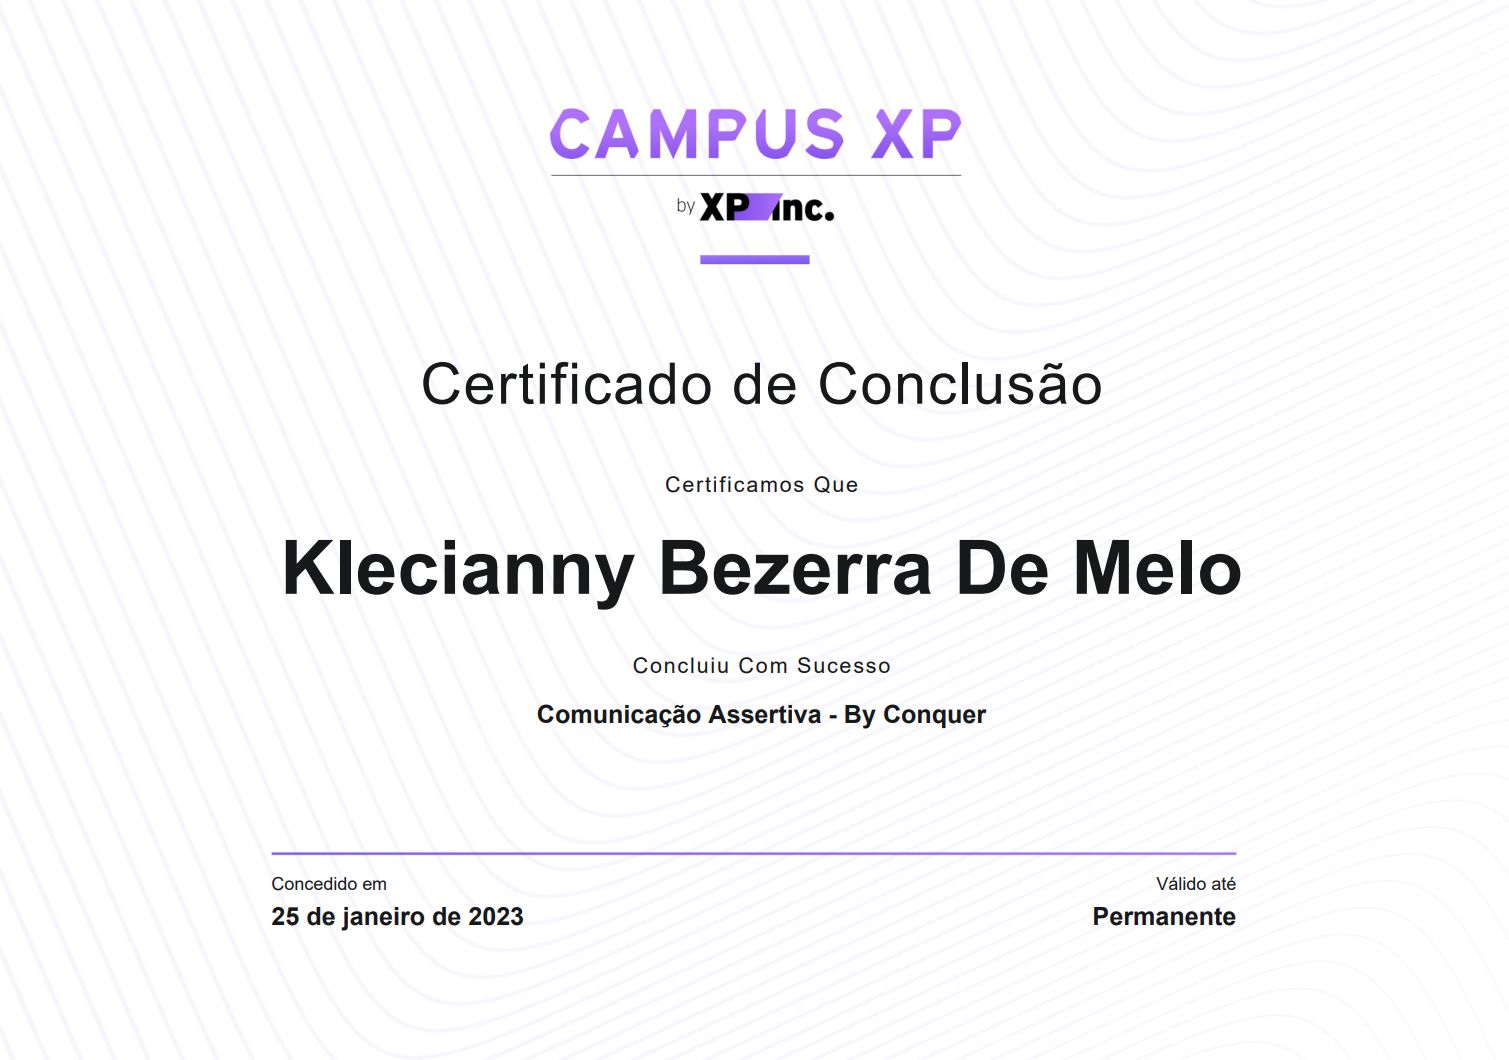 CAMPUS XP
by XP inc.
Certificado de Conclusão
Certificamos Que
Klecianny Bezerra De Melo
Concluiu Com Sucesso
Comunicação Assertiva - By Conquer
Concedido em
25 de janeiro de 2023
Válido até
Permanente